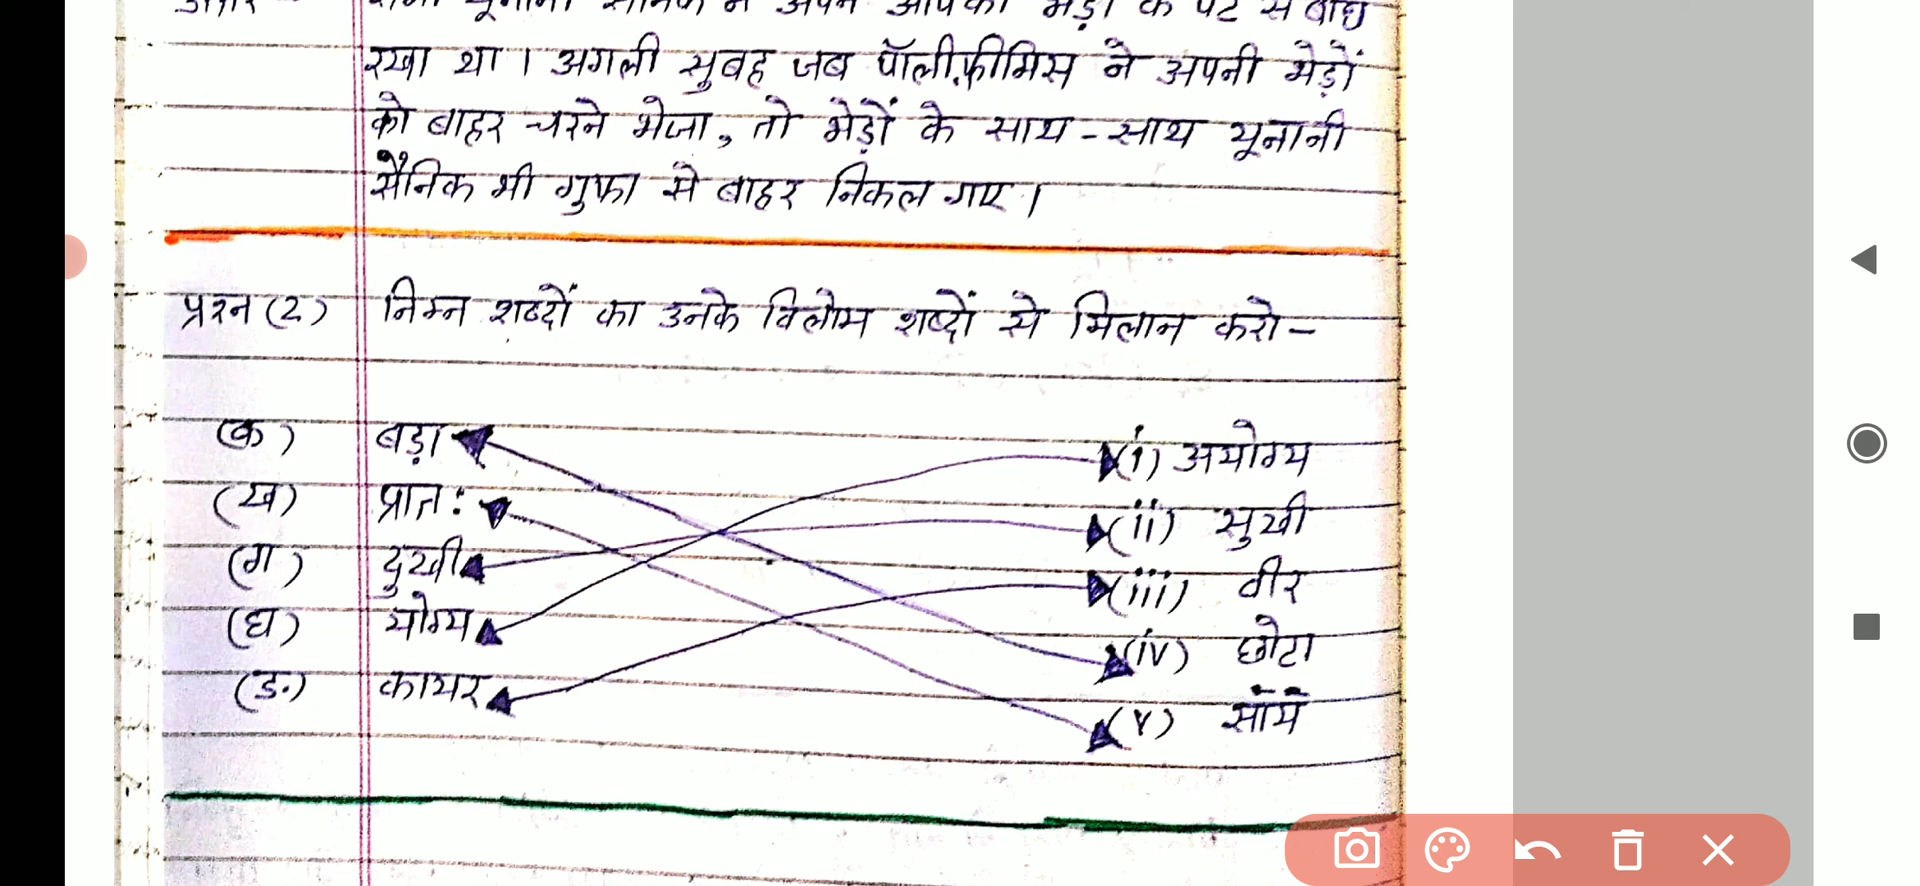 रखा था। अगली सुबह जब पॉलीफ़ीमिस ने अपनी भेड़ों
को बाहर चरने भेजा, तो भेड़ों के साथ-साथ यूनानी
सैनिक भी गुफा से बाहर निकल गए।
प्रश्न (2) निम्न शब्दों का उनके विलोम शब्दों से मिलान करो-
(क) बड़ा (i) अयोग्य
(ख) प्रात: (ii) सुखी
(ग) दुखी (iii) वीर
(घ) योग्य (iv) छोटा
(ङ) कायर (v) सांयं